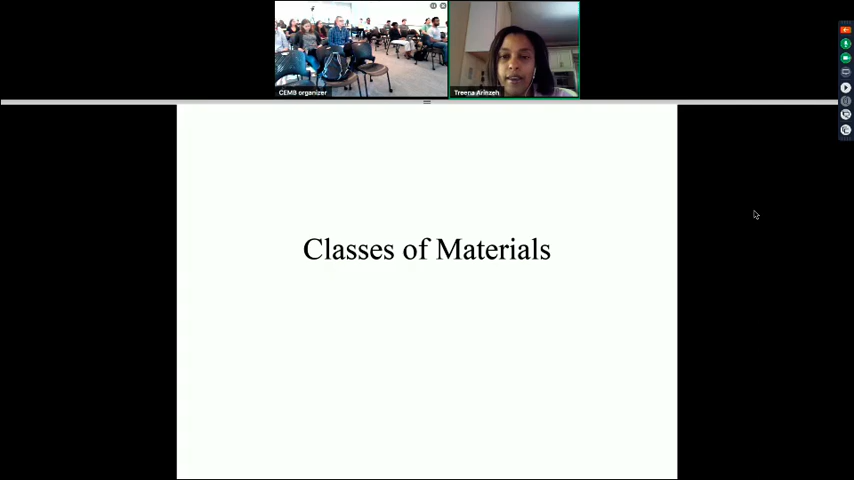 CEMB organizer
Treena Arinzeh
Classes of Materials